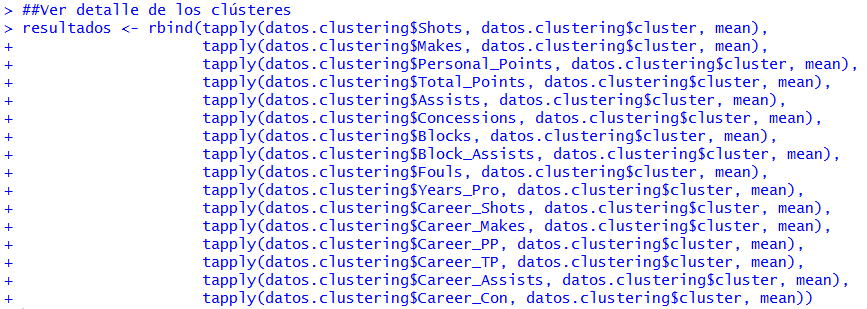 > ##Ver detalle de los clústeres
> resultados <- rbind(tapply(datos.clustering$Shots, datos.clustering$cluster, mean),
+ tapply(datos.clustering$Makes, datos.clustering$cluster, mean),
+ tapply(datos.clustering$Personal_Points, datos.clustering$cluster, mean),
+ tapply(datos.clustering$Total_Points, datos.clustering$cluster, mean),
+ tapply(datos.clustering$Assists, datos.clustering$cluster, mean),
+ tapply(datos.clustering$Concessions, datos.clustering$cluster, mean),
+ tapply(datos.clustering$Blocks, datos.clustering$cluster, mean),
+ tapply(datos.clustering$Block_Assists, datos.clustering$cluster, mean),
+ tapply(datos.clustering$Fouls, datos.clustering$cluster, mean),
+ tapply(datos.clustering$Years_Pro, datos.clustering$cluster, mean),
+ tapply(datos.clustering$Career_Shots, datos.clustering$cluster, mean),
+ tapply(datos.clustering$Career_Makes, datos.clustering$cluster, mean),
+ tapply(datos.clustering$Career_PP, datos.clustering$cluster, mean),
+ tapply(datos.clustering$Career_TP, datos.clustering$cluster, mean),
+ tapply(datos.clustering$Career_Assists, datos.clustering$cluster, mean),
+ tapply(datos.clustering$Career_Con, datos.clustering$cluster, mean))